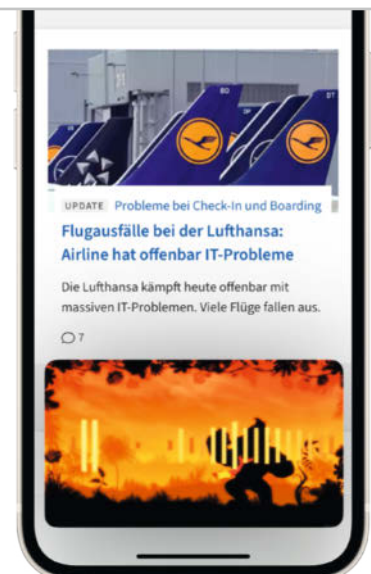 UPDATE Probleme bei Check-In und Boarding
Flugausfälle bei der Lufthansa:
Airline hat offenbar IT-Probleme
Die Lufthansa kämpft heute offenbar mit
massiven IT-Problemen. Viele Flüge fallen aus.
7